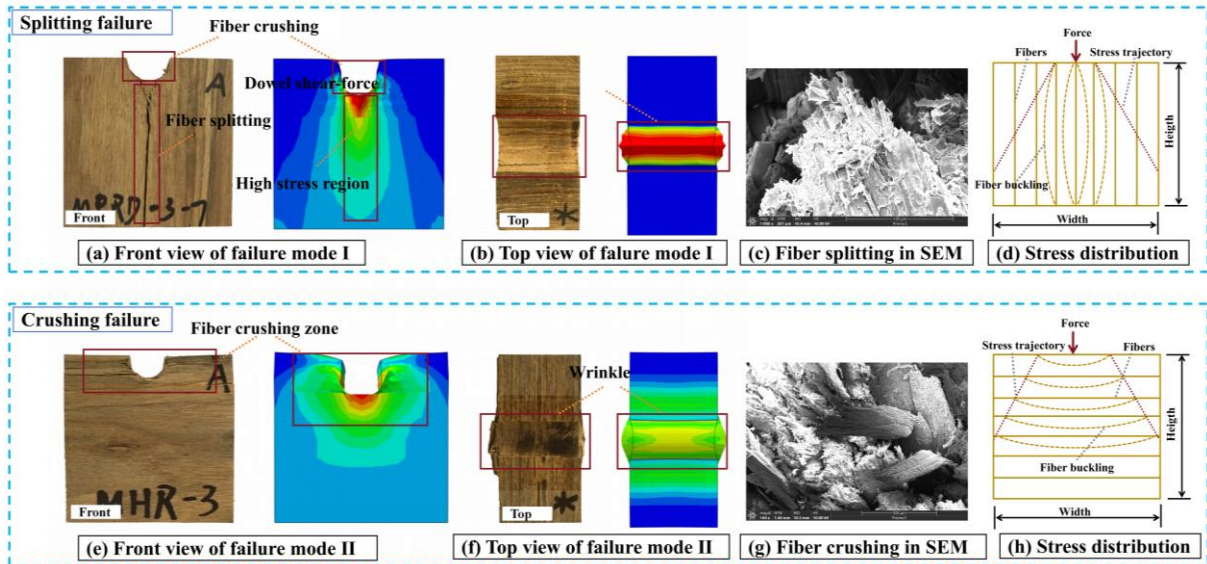 Splitting failure
Fiber crushing
Dowel shear-force
Fiber splitting
High stress region
A
Front
Top
Force
Fibers
Stress trajectory
Fiber buckling
Heigth
Width
(a) Front view of failure mode I
(b) Top view of falure mode I
(c) Fiber splitting in SEM
(d) Stress distribution
Crushing failure
Fiber crushing zone
A
MHR-3
Front
Wrinkle
Top
Force
Stress trajectory
Fibers
Fiber buckling
Heigth
Width
(e) Front view of failure mode II
(f) Top view of failure mode II
(g) Fiber crushing in SEM
(h) Stress distribution